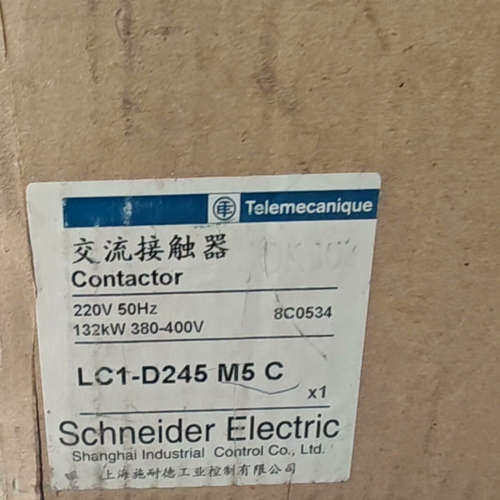 Telemecanique
交流接触器
Contactor
220V 50Hz
132kW 380-400V
8C0534
LC1-D245 M5 C
x1
Schneider Electric
Shanghai Industrial Control Co., Ltd.
上海施耐德工业控制有限公司